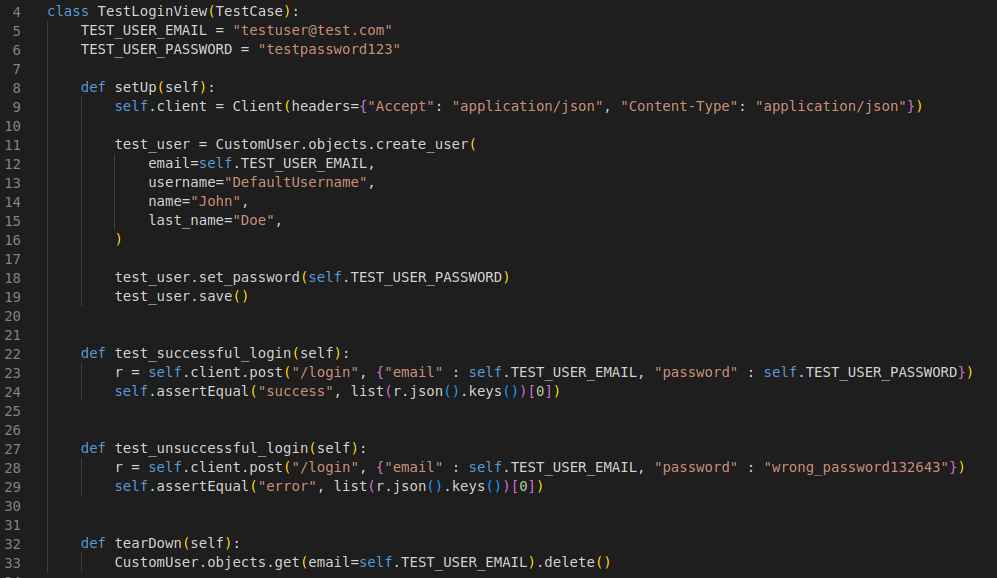 4 class TestLoginView(TestCase):
5     TEST_USER_EMAIL = "testuser@test.com"
6     TEST_USER_PASSWORD = "testpassword123"
7
8     def setUp(self):
9         self.client = Client(headers={"Accept": "application/json", "Content-Type": "application/json"})
10
11         test_user = CustomUser.objects.create_user(
12             email=self.TEST_USER_EMAIL,
13             username="DefaultUsername",
14             name="John",
15             last_name="Doe",
16         )
17
18         test_user.set_password(self.TEST_USER_PASSWORD)
19         test_user.save()
20
21
22     def test_successful_login(self):
23         r = self.client.post("/login", {"email" : self.TEST_USER_EMAIL, "password" : self.TEST_USER_PASSWORD})
24         self.assertEqual("success", list(r.json().keys())[0])
25
26
27     def test_unsuccessful_login(self):
28         r = self.client.post("/login", {"email" : self.TEST_USER_EMAIL, "password" : "wrong_password132643"})
29         self.assertEqual("error", list(r.json().keys())[0])
30
31
32     def tearDown(self):
33         CustomUser.objects.get(email=self.TEST_USER_EMAIL).delete()